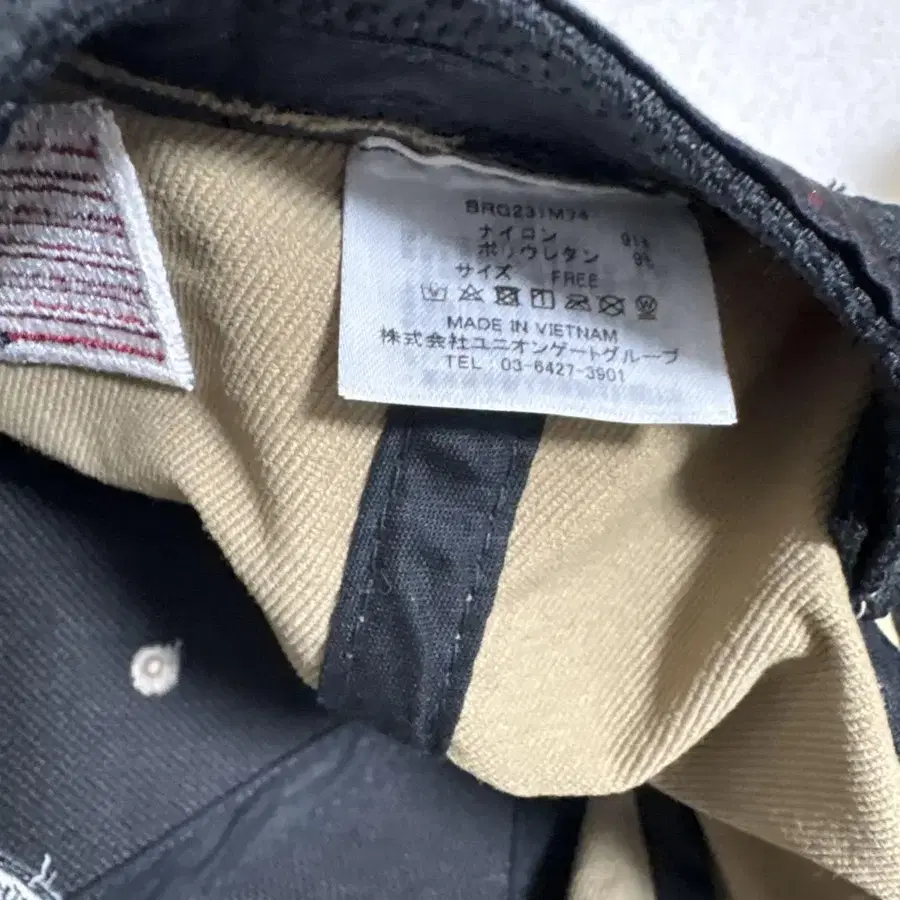 BRG231M74
ナイロン 91%
ポリウレタン 9%
サイズ FREE
MADE IN VIETNAM
株式会社ユニオンゲートグループ
TEL 03-6427-3901